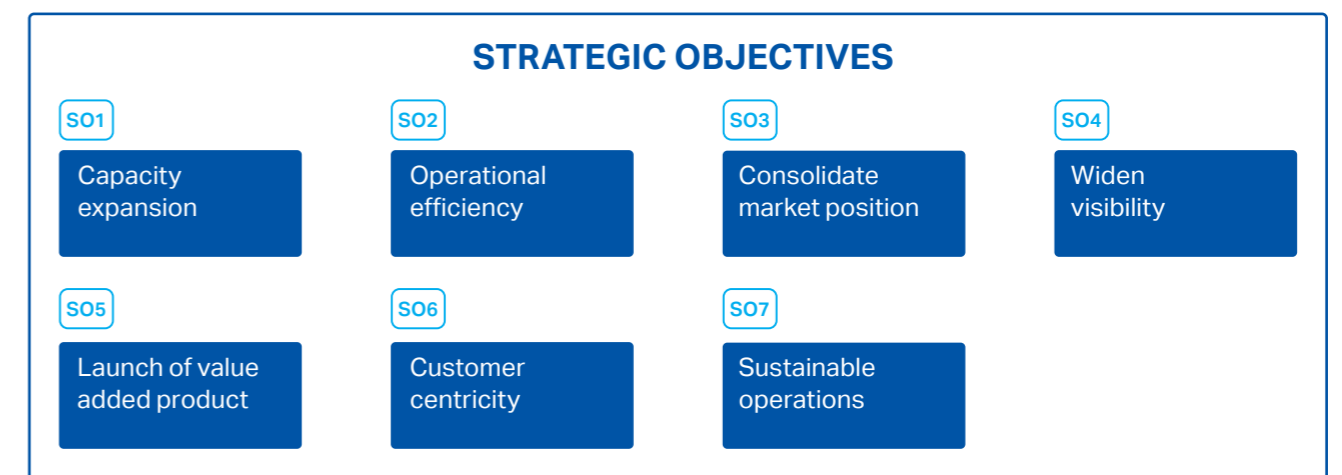 STRATEGIC OBJECTIVES
SO1
Capacity
expansion
SO2
Operational
efficiency
SO3
Consolidate
market position
SO4
Widen
visibility
SO5
Launch of value
added product
SO6
Customer
centricity
SO7
Sustainable
operations